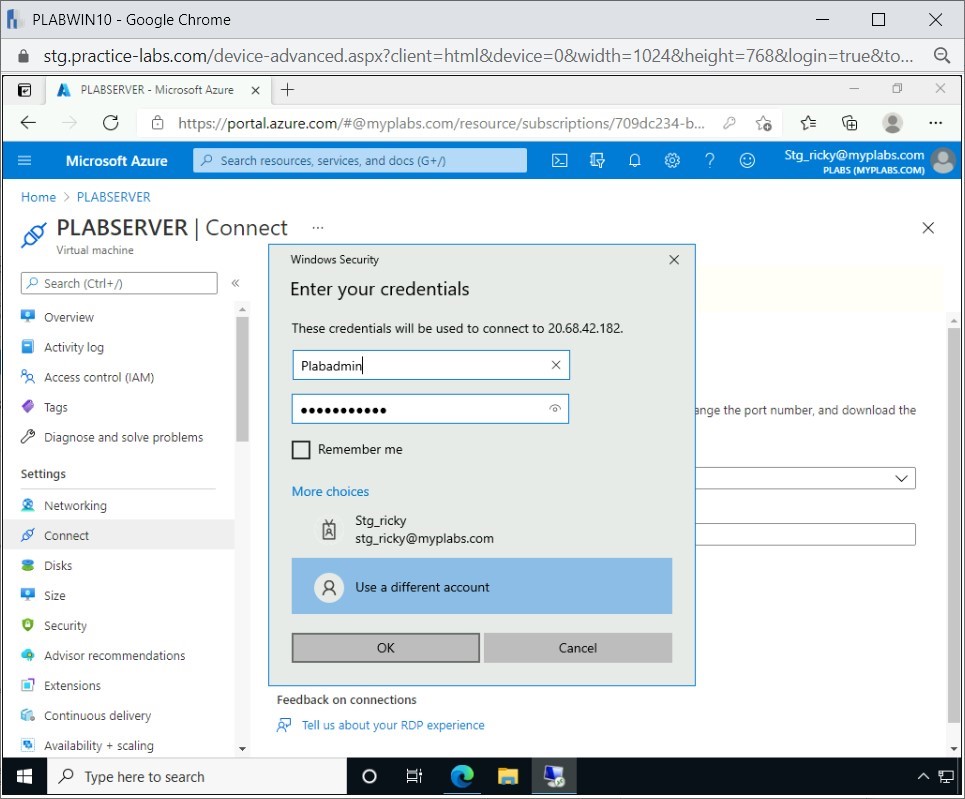 PLABWIN10 - Google Chrome
stg.practice-labs.com/device-advanced.aspx?client=html&device=0&width=1024&height=768&login=true&to...
PLABSERVER - Microsoft Azure
https://portal.azure.com/#@myplabs.com/resource/subscriptions/709dc234-b...
Microsoft Azure
Search resources, services, and docs (G+/)
Stg_ricky@myplabs.com
PLABS (MYPLABS.COM)
Home > PLABSERVER
PLABSERVER | Connect ...
Virtual machine
Search (Ctrl+/)
«
Overview
Activity log
Access control (IAM)
Tags
Diagnose and solve problems
Settings
Networking
Connect
Disks
Size
Security
Advisor recommendations
Extensions
Continuous delivery
Availability + scaling
Windows Security
Enter your credentials
These credentials will be used to connect to 20.68.42.182.
Plabadmin
●●●●●●●●●●●
Remember me
More choices
Stg_ricky
stg_ricky@myplabs.com
Use a different account
OK
Cancel
ange the port number, and download the
Feedback on connections
Tell us about your RDP experience
Type here to search